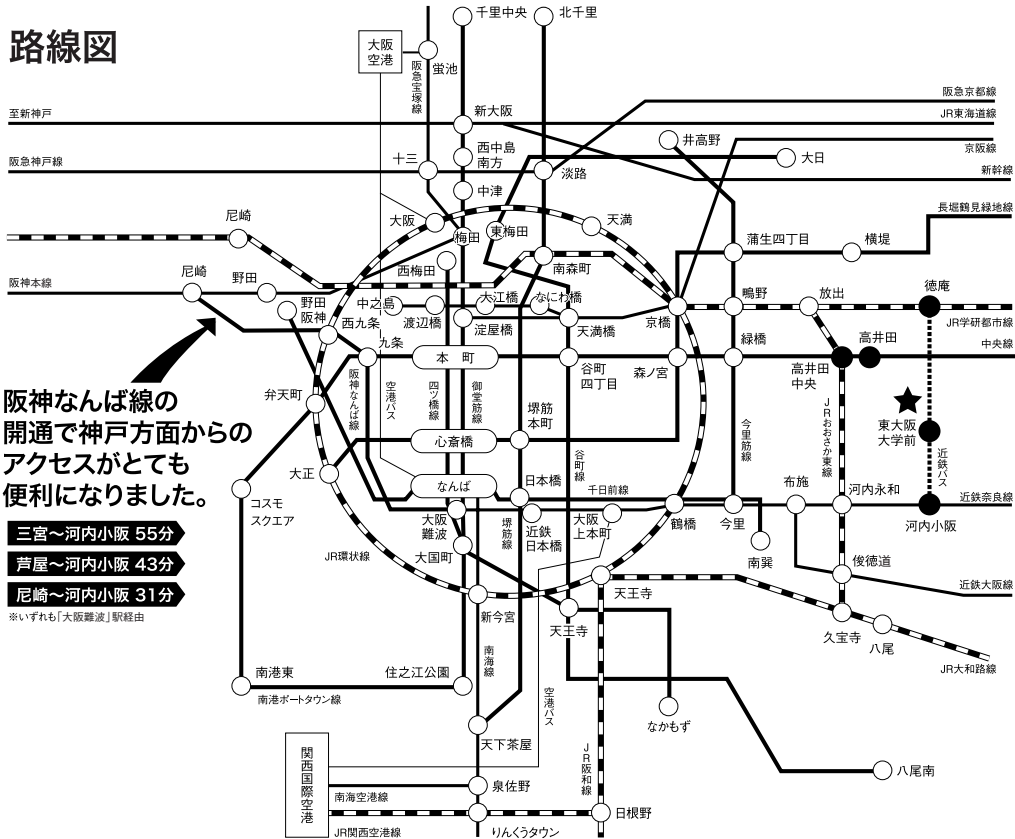 路線図
千里中央
北千里
大阪
空港
阪急宝塚線
蛍池
阪急京都線
至新神戸
新大阪
JR東海道線
井高野
京阪線
西中島
南方
十三
大日
阪急神戸線
淡路
新幹線
中津
長堀鶴見緑地線
尼崎
大阪
天満
梅田
東梅田
蒲生四丁目
横堤
西梅田
南森町
尼崎
野田
阪神本線
徳庵
野田
阪神
中之島
渡辺橋
大江橋
なにわ橋
鴫野
放出
JR学研都市線
西九条
淀屋橋
天満橋
京橋
緑橋
高井田
中央線
九条
本町
谷町
四丁目
森ノ宮
高井田
中央
阪神なんば線
空港バス
四ツ橋線
御堂筋線
弁天町
堺筋
本町
JRおおさか東線
東大阪
大学前
今里筋線
心斎橋
谷町線
近鉄バス
阪神なんば線の
開通で神戸方面からの
アクセスがとても
便利になりました。
大正
なんば
日本橋
千日前線
布施
河内永和
近鉄奈良線
コスモ
スクエア
大阪
難波
堺筋線
近鉄
日本橋
大阪
上本町
鶴橋
今里
河内小阪
三宮〜河内小阪 55分
芦屋〜河内小阪 43分
尼崎〜河内小阪 31分
※いずれも「大阪難波」駅経由
JR環状線
大国町
南巽
俊徳道
近鉄大阪線
新今宮
天王寺
天王寺
久宝寺
八尾
JR大和路線
南港東
住之江公園
南海線
南港ポートタウン線
空港バス
なかもず
天下茶屋
JR阪和線
八尾南
関西国際空港
泉佐野
南海空港線
日根野
JR関西空港線
りんくうタウン